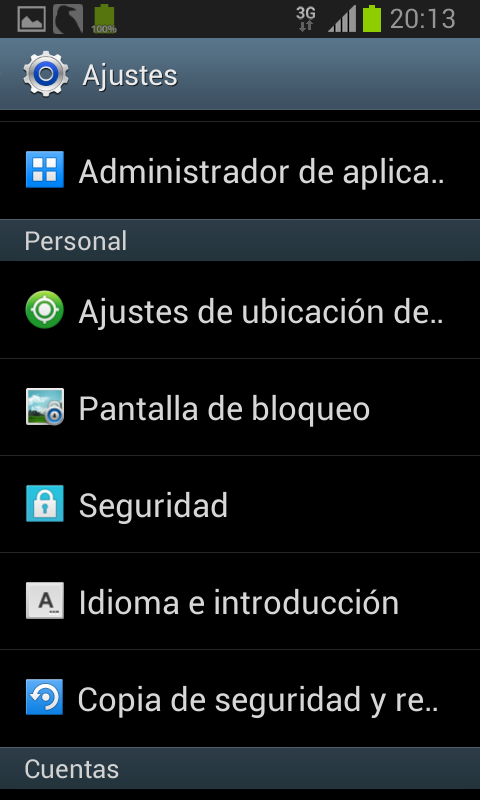 100%
3G
20:13
Ajustes
Administrador de aplica..
Personal
Ajustes de ubicación de..
Pantalla de bloqueo
Seguridad
A
Idioma e introducción
Copia de seguridad y re..
Cuentas